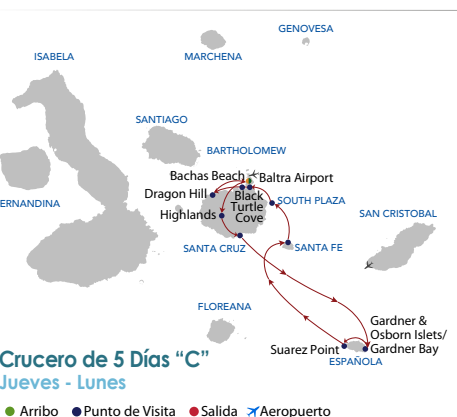 GENOVESA
ISABELA
MARCHENA
SANTIAGO
BARTHOLOMEW
Bachas Beach
Baltra Airport
ERNANDINA
Dragon Hill
Black
Turtle
Cove
SOUTH PLAZA
Highlands
SAN CRISTOBAL
SANTA CRUZ
SANTA FE
FLOREANA
Gardner &
Osborn Islets/
Gardner Bay
Suarez Point
ESPAÑOLA
Crucero de 5 Días “C”
Jueves - Lunes
Arribo Punto de Visita Salida Aeropuerto